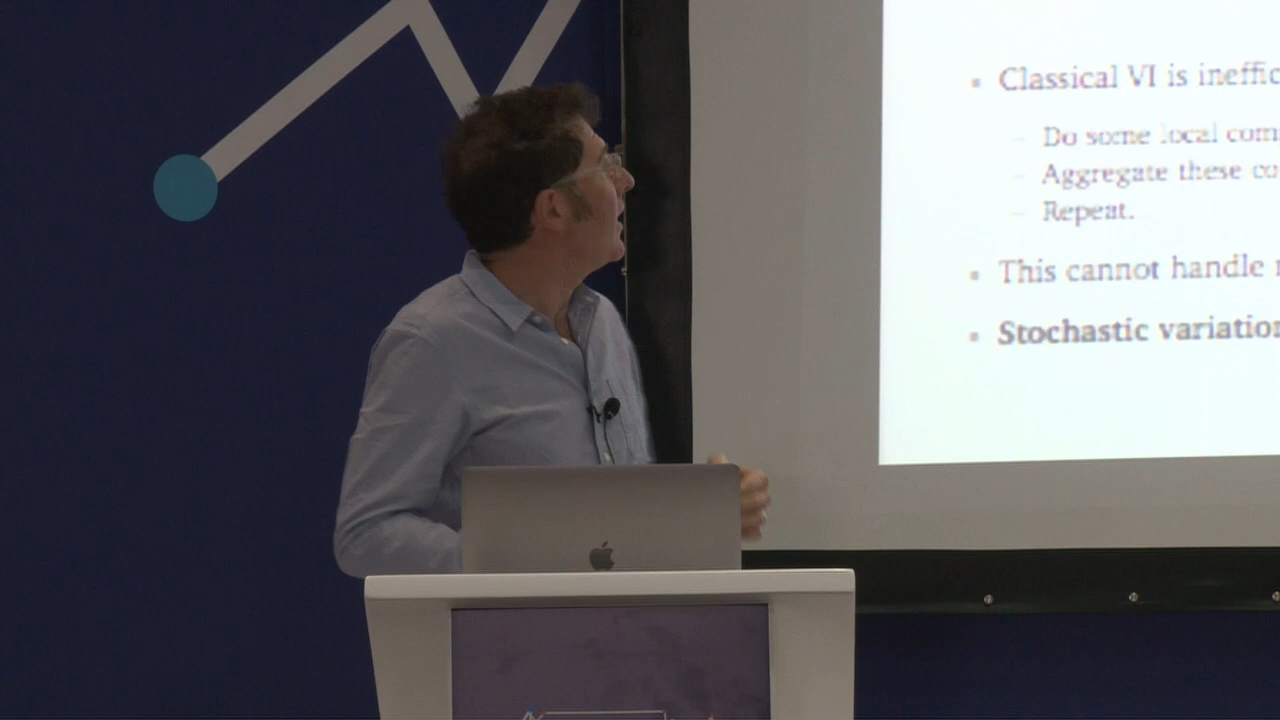 Classical VI is ineffic
Do some local com
Aggregate these co
Repeat.
This cannot handle
Stochastic variation